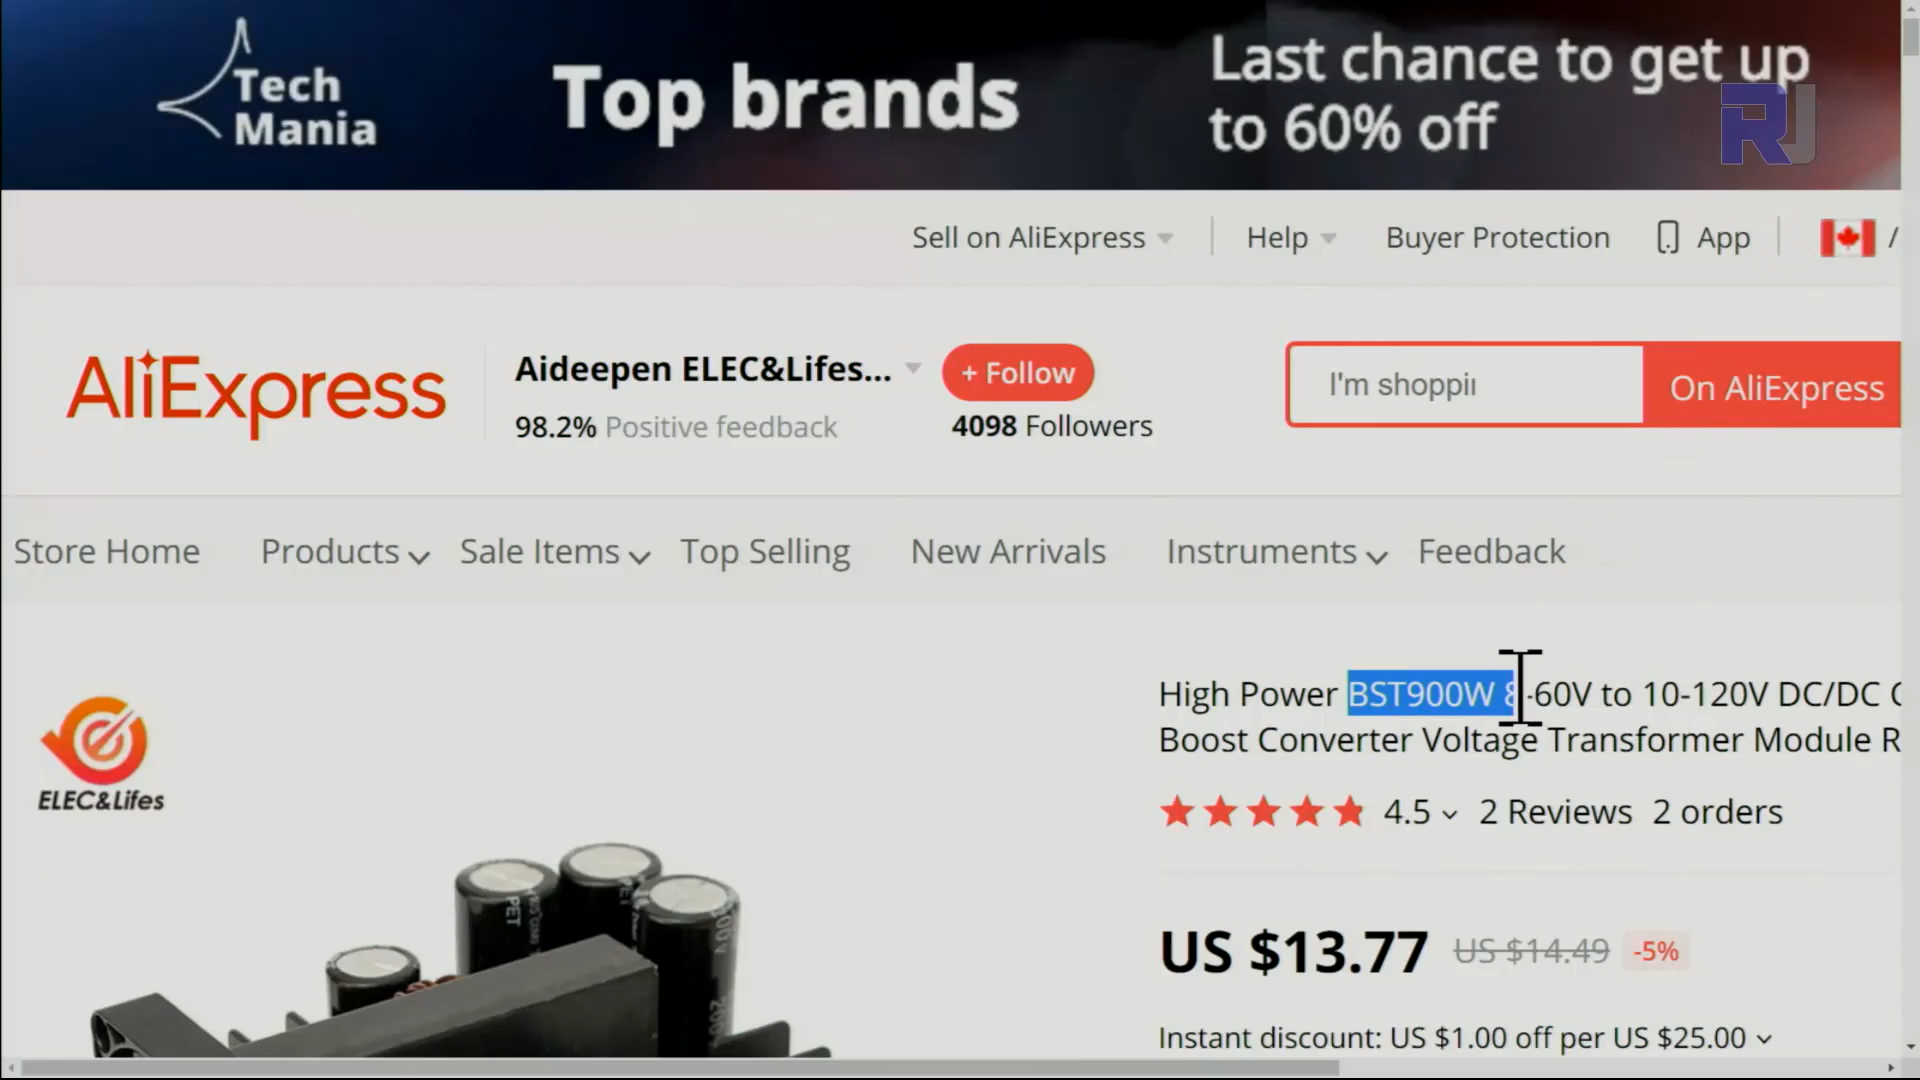 Tech
Mania
Top brands
Last chance to get up
to 60% off
RJ
Sell on AliExpress
Help
Buyer Protection
App
/
AliExpress
Aideepen ELEC&Lifes...
+ Follow
98.2% Positive feedback
4098 Followers
I'm shoppi
On AliExpress
Store Home
Products
Sale Items
Top Selling
New Arrivals
Instruments
Feedback
ELEC&Lifes
High Power BST900W 8-60V to 10-120V DC/DC
Boost Converter Voltage Transformer Module R
4.5
2 Reviews
2 orders
US $13.77
US $14.49
-5%
Instant discount: US $1.00 off per US $25.00
PET